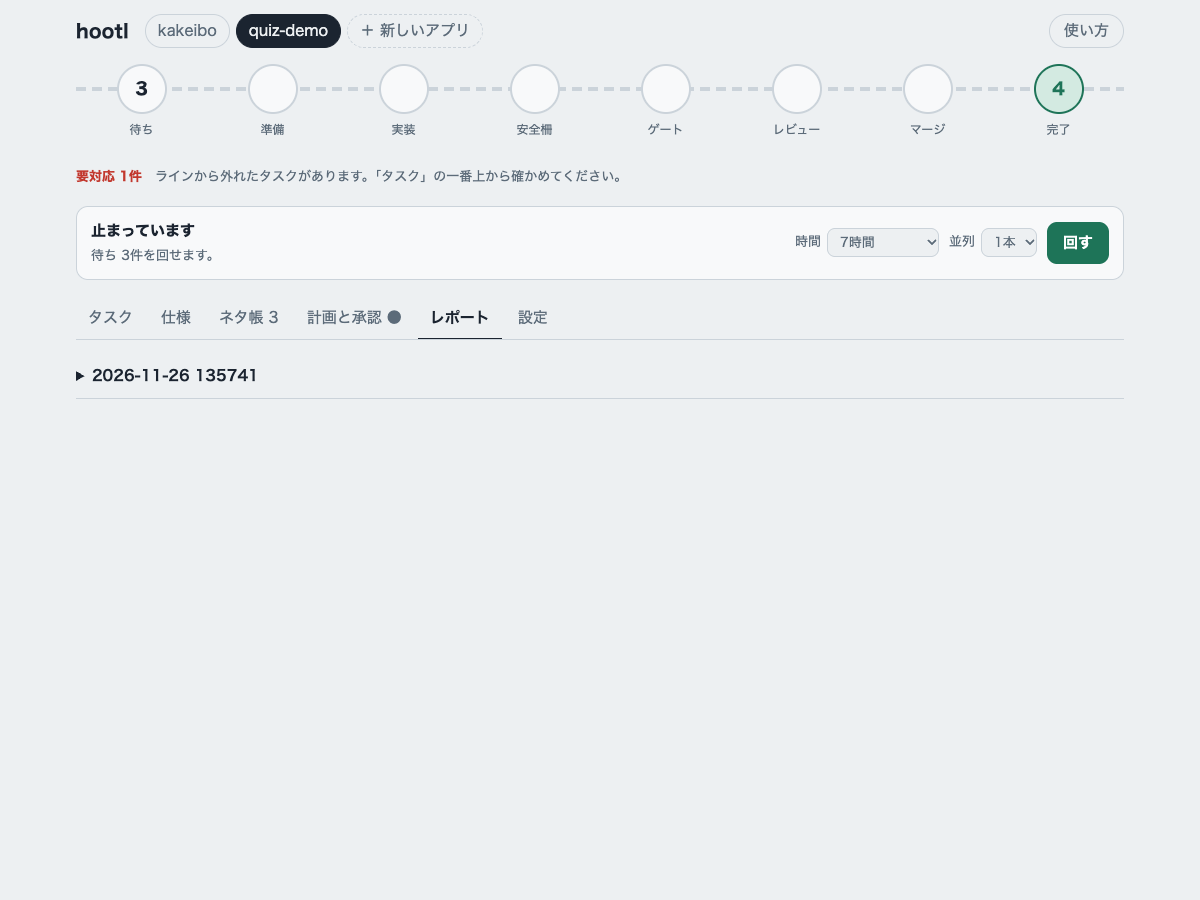 hootl kakeibo quiz-demo + 新しいアプリ 使い方
3 4
待ち 準備 実装 安全柵 ゲート レビュー マージ 完了
要対応 1件 ラインから外れたタスクがあります。「タスク」の一番上から確かめてください。
止まっています
待ち 3件を回せます。
時間 7時間 並列 1本 回す
タスク 仕様 ネタ帳 3 計画と承認 レポート 設定
2026-11-26 135741